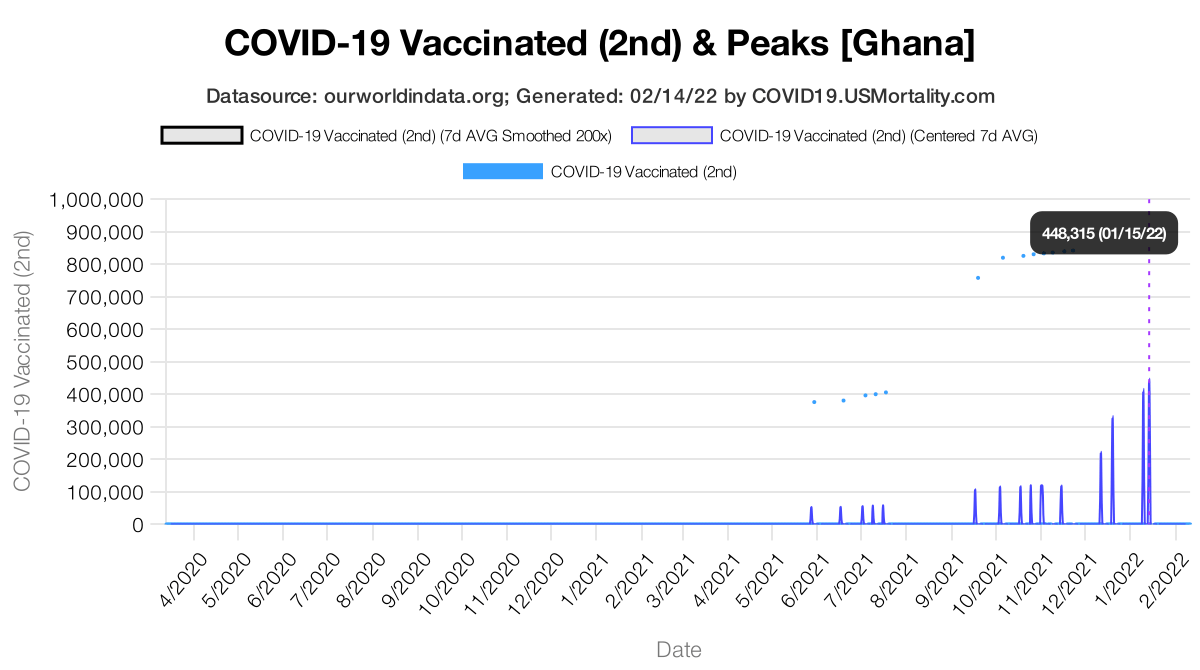 COVID-19 Vaccinated (2nd) & Peaks [Ghana]
Datasource: ourworldindata.org; Generated: 02/14/22 by COVID19.USMortality.com
COVID-19 Vaccinated (2nd) (7d AVG Smoothed 200x) COVID-19 Vaccinated (2nd) (Centered 7d AVG)
COVID-19 Vaccinated (2nd)
COVID-19 Vaccinated (2nd)
1,000,000
900,000
800,000
700,000
600,000
500,000
400,000
300,000
200,000
100,000
0
448,315 (01/15/22)
4/2020 5/2020 6/2020 7/2020 8/2020 9/2020 10/2020 11/2020 12/2020 1/2021 2/2021 3/2021 4/2021 5/2021 6/2021 7/2021 8/2021 9/2021 10/2021 11/2021 12/2021 1/2022 2/2022
Date